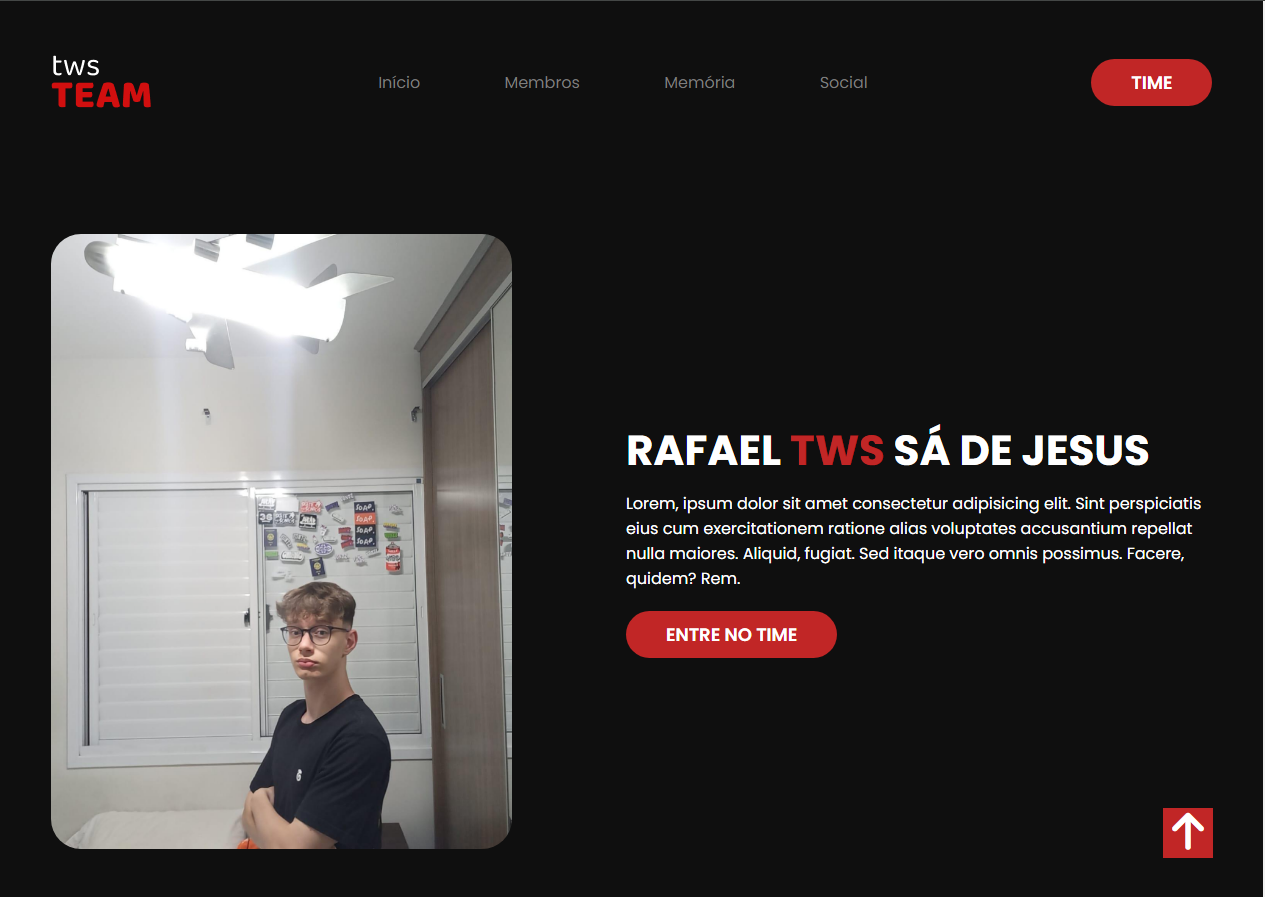 tws
TEAM
Início
Membros
Memória
Social
TIME
RAFAEL TWS SÁ DE JESUS
Lorem, ipsum dolor sit amet consectetur adipisicing elit. Sint perspiciatis
eius cum exercitationem ratione alias voluptates accusantium repellat
nulla maiores. Aliquid, fugiat. Sed itaque vero omnis possimus. Facere,
quidem? Rem.
ENTRE NO TIME